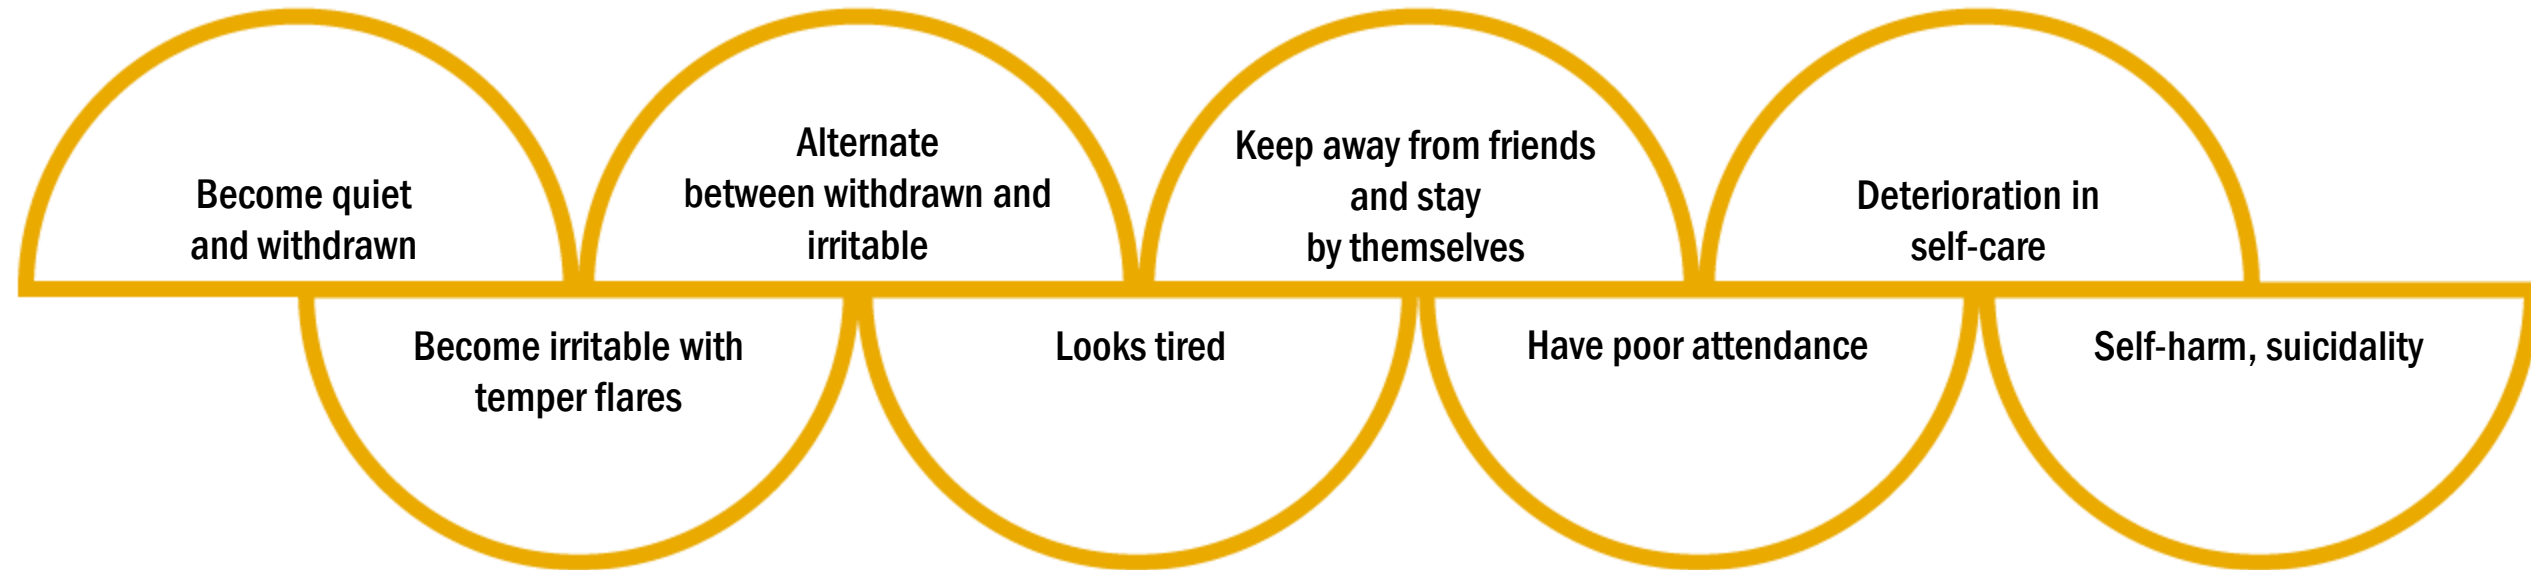 Become quiet
and withdrawn
Become irritable with
temper flares
Alternate
between withdrawn and
irritable
Looks tired
Keep away from friends
and stay
by themselves
Have poor attendance
Deterioration in
self-care
Self-harm, suicidality